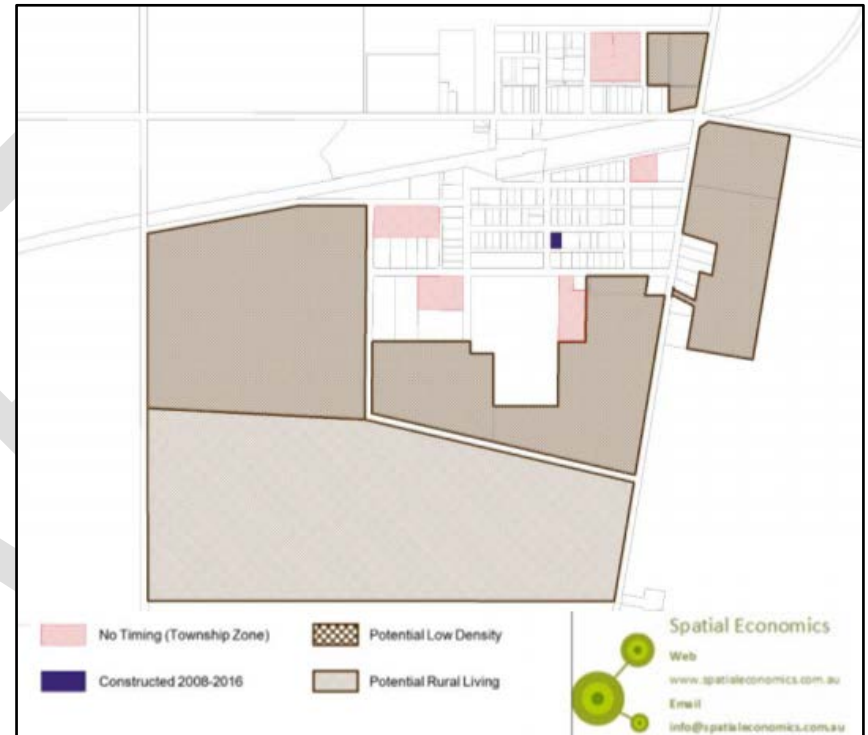 No Timing (Township Zone)
Potential Low Density
Constructed 2008-2016
Potential Rural Living
Spatial Economics
Web
www.spatialeconomics.com.au
Email
info@spatialeconomics.com.au